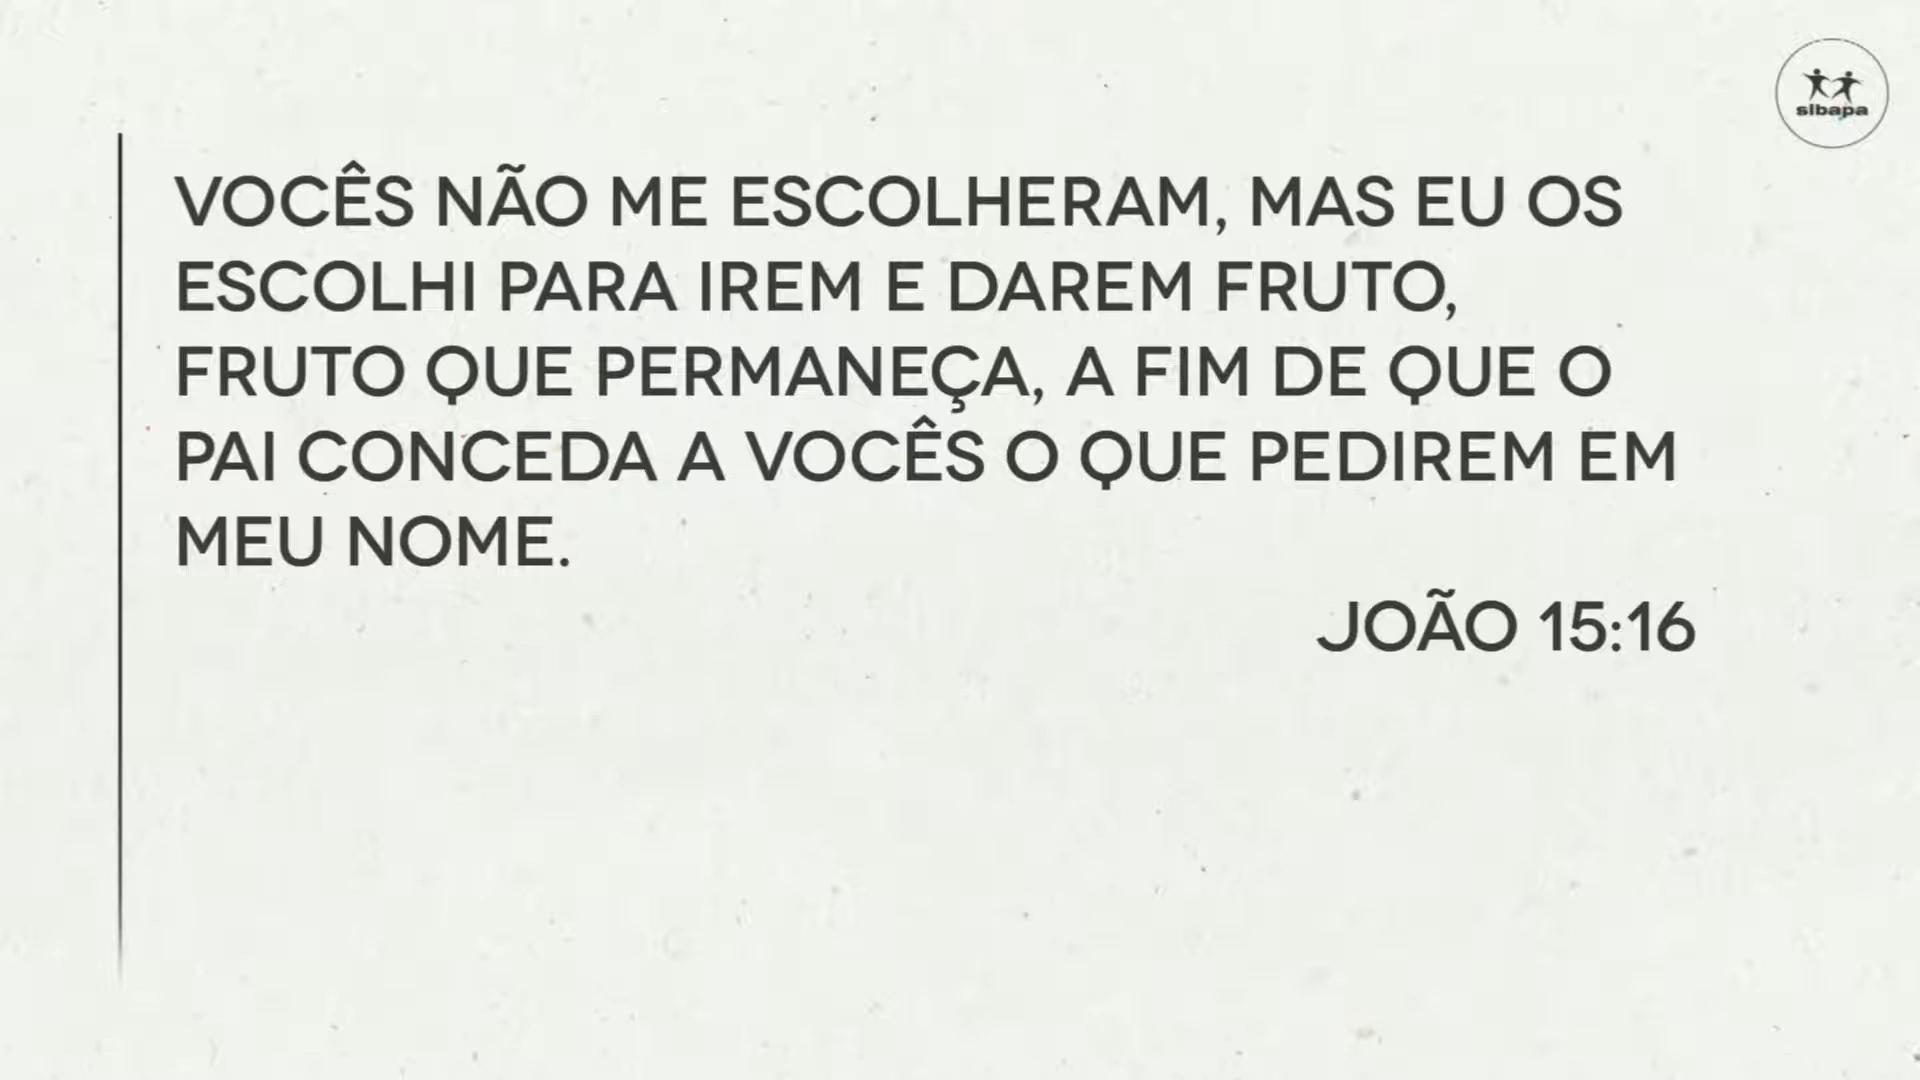 sibapa
VOCÊS NÃO ME ESCOLHERAM, MAS EU OS
ESCOLHI PARA IREM E DAREM FRUTO,
FRUTO QUE PERMANEÇA, A FIM DE QUE O
PAI CONCEDA A VOCÊS O QUE PEDIREM EM
MEU NOME.
JOÃO 15:16